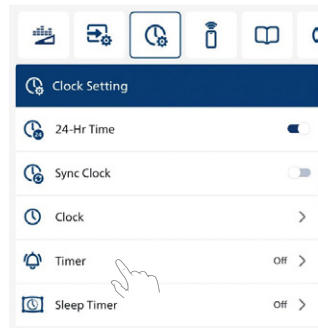 Clock Setting
24-Hr Time
Sync Clock
Clock
Timer Off
Sleep Timer Off